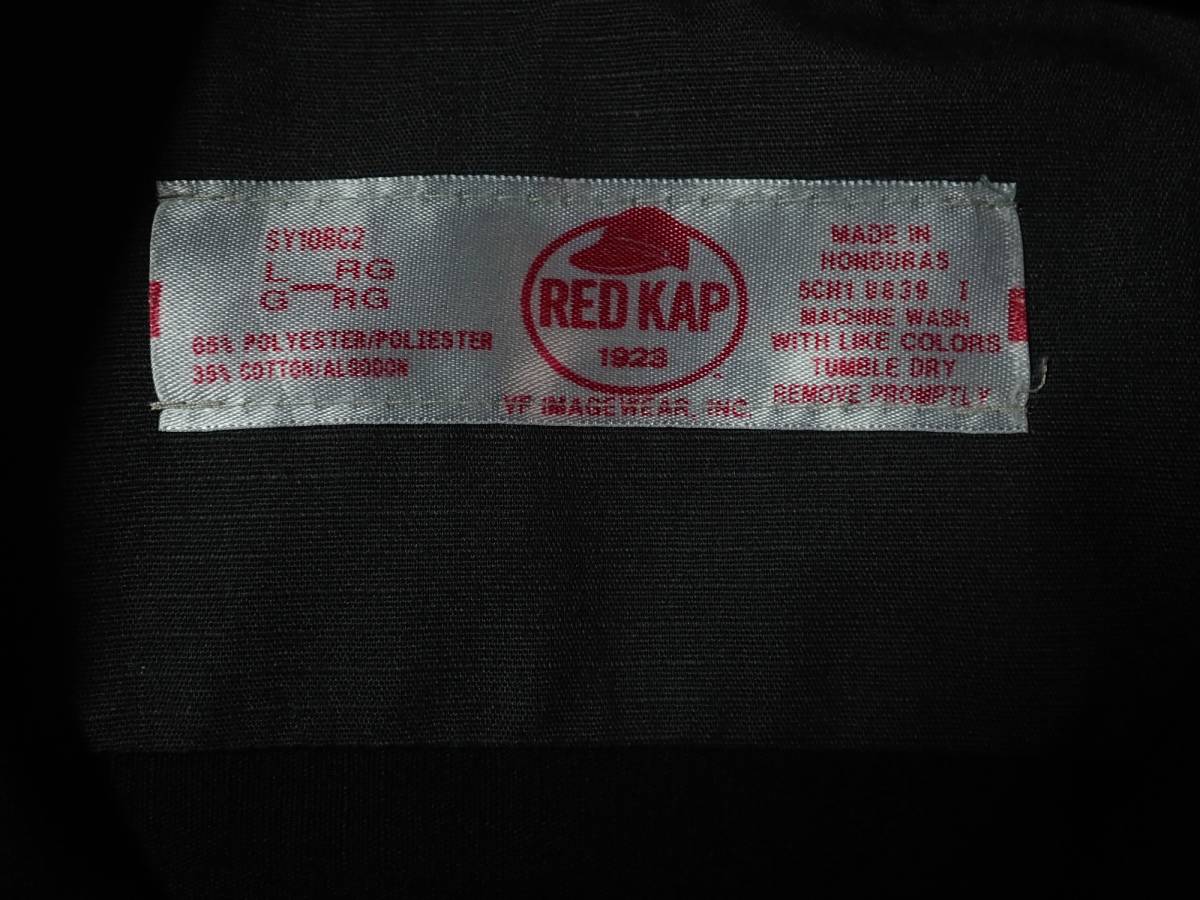 SY10BC2
L RG
G RG
65% POLYESTER/POLIESTER
35% COTTON/ALGODON
RED KAP
1923
VF IMAGEWEAR, INC.
MADE IN
HONDURAS
MACHINE WASH
WITH LIKE COLORS
TUMBLE DRY
REMOVE PROMPTLY